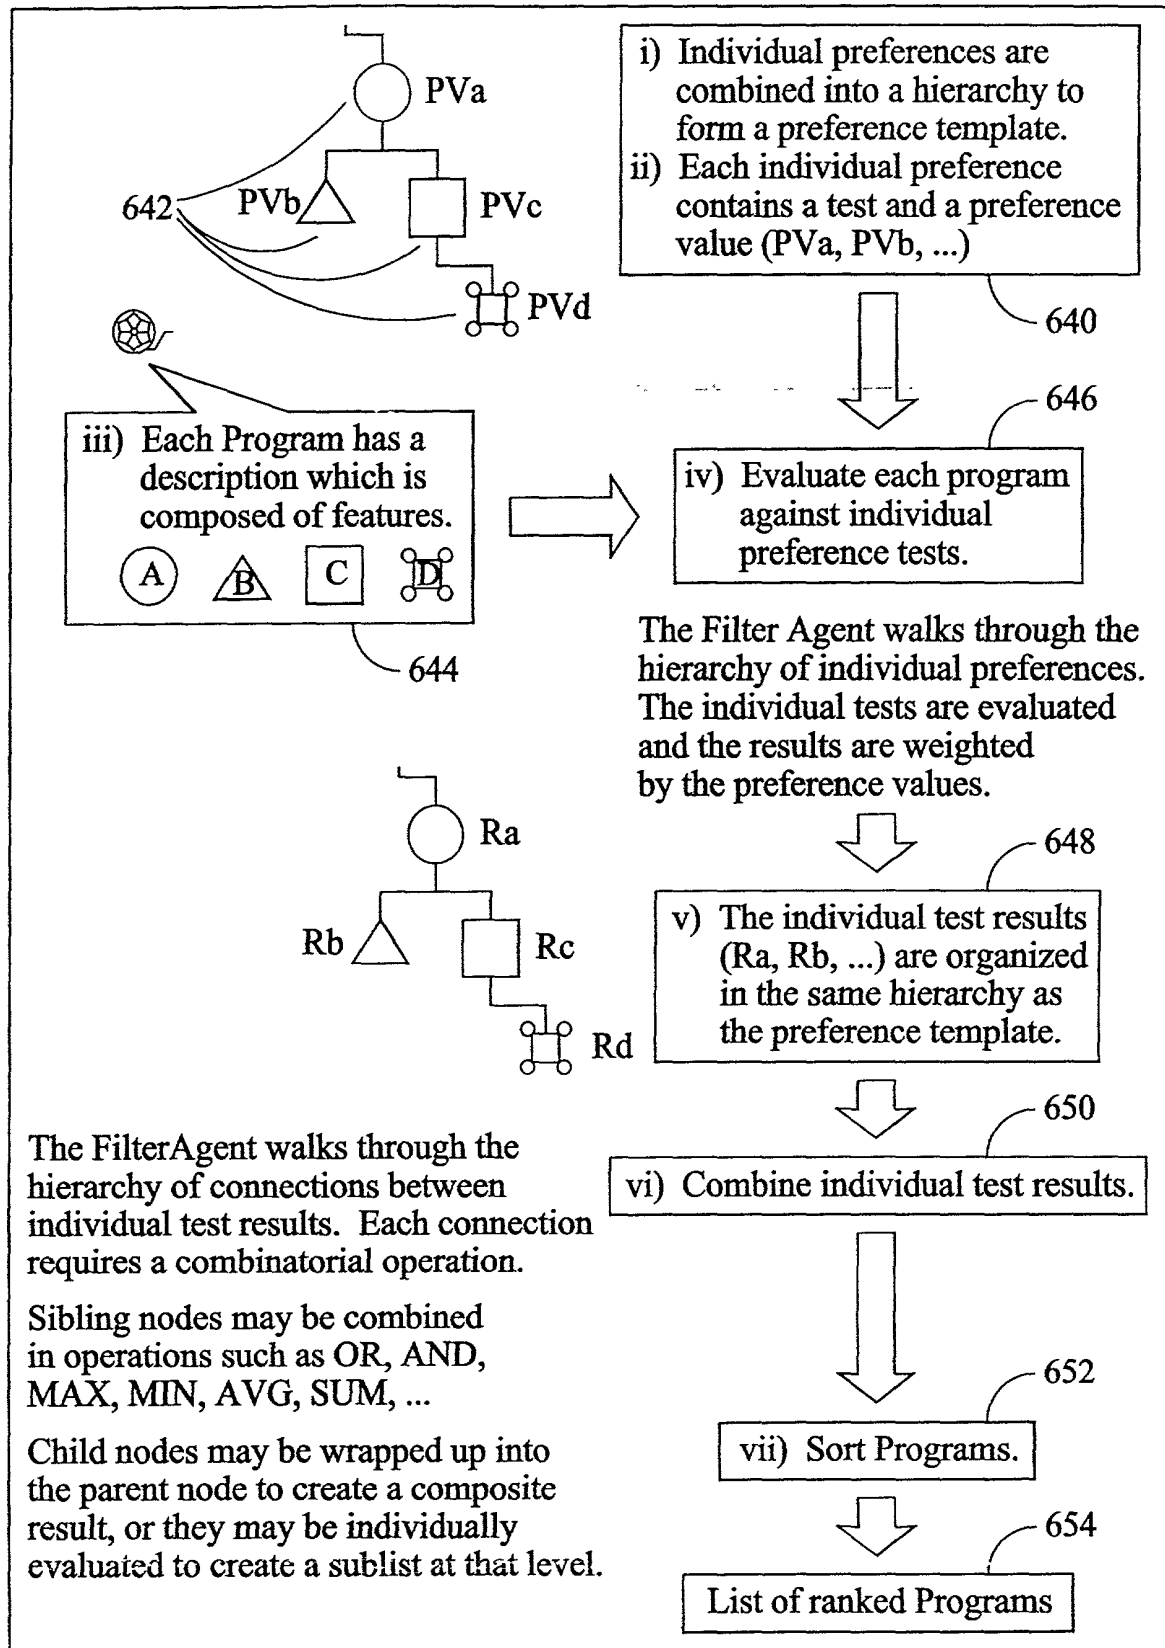 PVa
PVb
PVc
PVd
642
i) Individual preferences are
combined into a hierarchy to
form a preference template.
ii) Each individual preference
contains a test and a preference
value (PVa, PVb, ...)
640
iii) Each Program has a
description which is
composed of features.
A B C D
644
646
iv) Evaluate each program
against individual
preference tests.
The Filter Agent walks through the
hierarchy of individual preferences.
The individual tests are evaluated
and the results are weighted
by the preference values.
Ra
Rb
Rc
Rd
648
v) The individual test results
(Ra, Rb, ...) are organized
in the same hierarchy as
the preference template.
650
vi) Combine individual test results.
The FilterAgent walks through the
hierarchy of connections between
individual test results. Each connection
requires a combinatorial operation.
Sibling nodes may be combined
in operations such as OR, AND,
MAX, MIN, AVG, SUM, ...
Child nodes may be wrapped up into
the parent node to create a composite
result, or they may be individually
evaluated to create a sublist at that level.
652
vii) Sort Programs.
654
List of ranked Programs